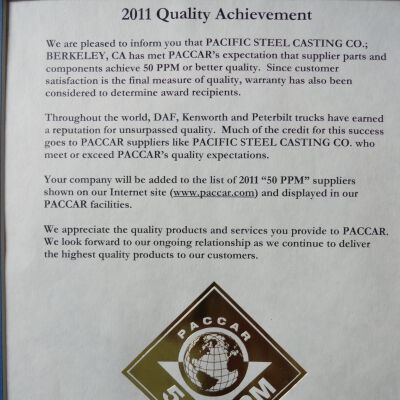 2011 Quality Achievement
We are pleased to inform you that PACIFIC STEEL CASTING CO.;
BERKELEY, CA has met PACCAR's expectation that supplier parts and
components achieve 50 PPM or better quality. Since customer
satisfaction is the final measure of quality, warranty has also been
considered to determine award recipients.
Throughout the world, DAF, Kenworth and Peterbilt trucks have earned
a reputation for unsurpassed quality. Much of the credit for this success
goes to PACCAR suppliers like PACIFIC STEEL CASTING CO. who
meet or exceed PACCAR's quality expectations.
Your company will be added to the list of 2011 “50 PPM” suppliers
shown on our Internet site (www.paccar.com) and displayed in our
PACCAR facilities.
We appreciate the quality products and services you provide to PACCAR.
We look forward to our ongoing relationship as we continue to deliver
the highest quality products to our customers.
PACCAR